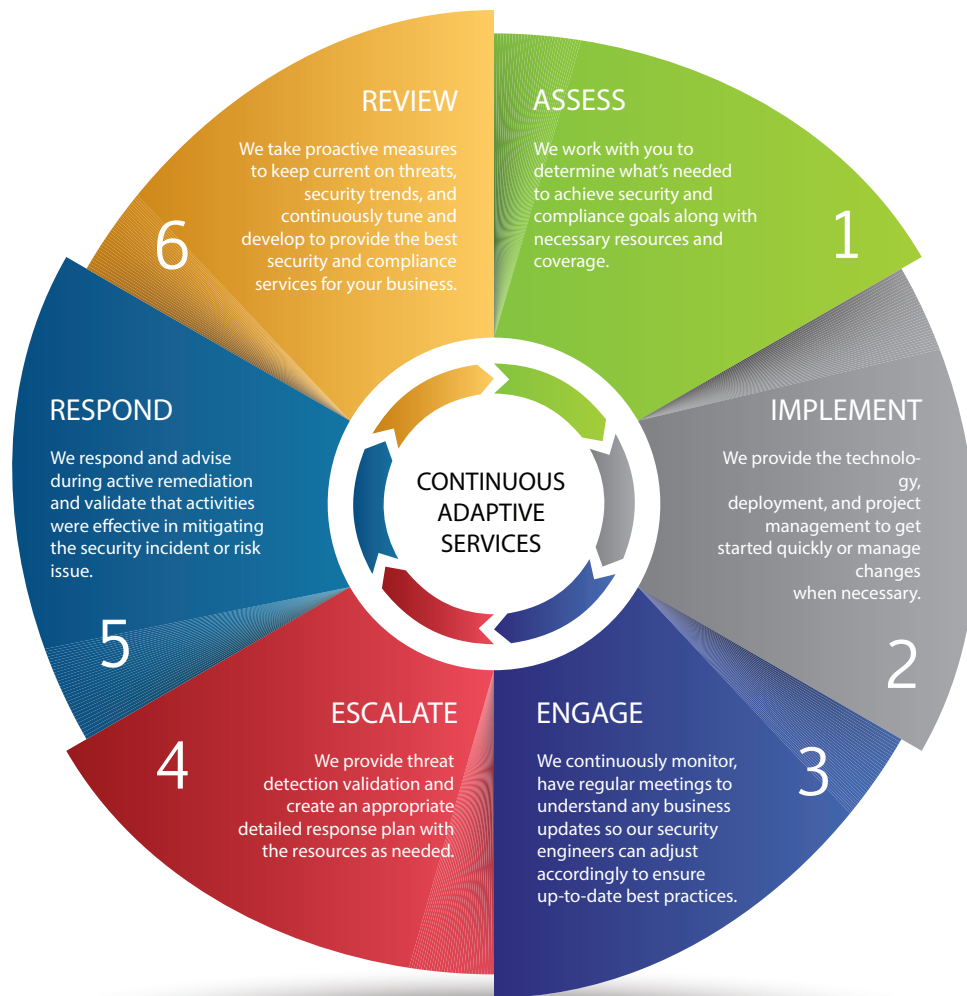 ASSESS
We work with you to
determine what's needed
to achieve security and
compliance goals along with
necessary resources and
coverage.
1
IMPLEMENT
We provide the technolo-
gy,
deployment, and project
management to get
started quickly or manage
changes
when necessary.
2
ENGAGE
We continuously monitor,
have regular meetings to
understand any business
updates so our security
engineers can adjust
accordingly to ensure
up-to-date best practices.
3
ESCALATE
We provide threat
detection validation and
create an appropriate
detailed response plan with
the resources as needed.
4
RESPOND
We respond and advise
during active remediation
and validate that activities
were effective in mitigating
the security incident or risk
issue.
5
REVIEW
We take proactive measures
to keep current on threats,
security trends, and
continuously tune and
develop to provide the best
security and compliance
services for your business.
6
CONTINUOUS
ADAPTIVE
SERVICES